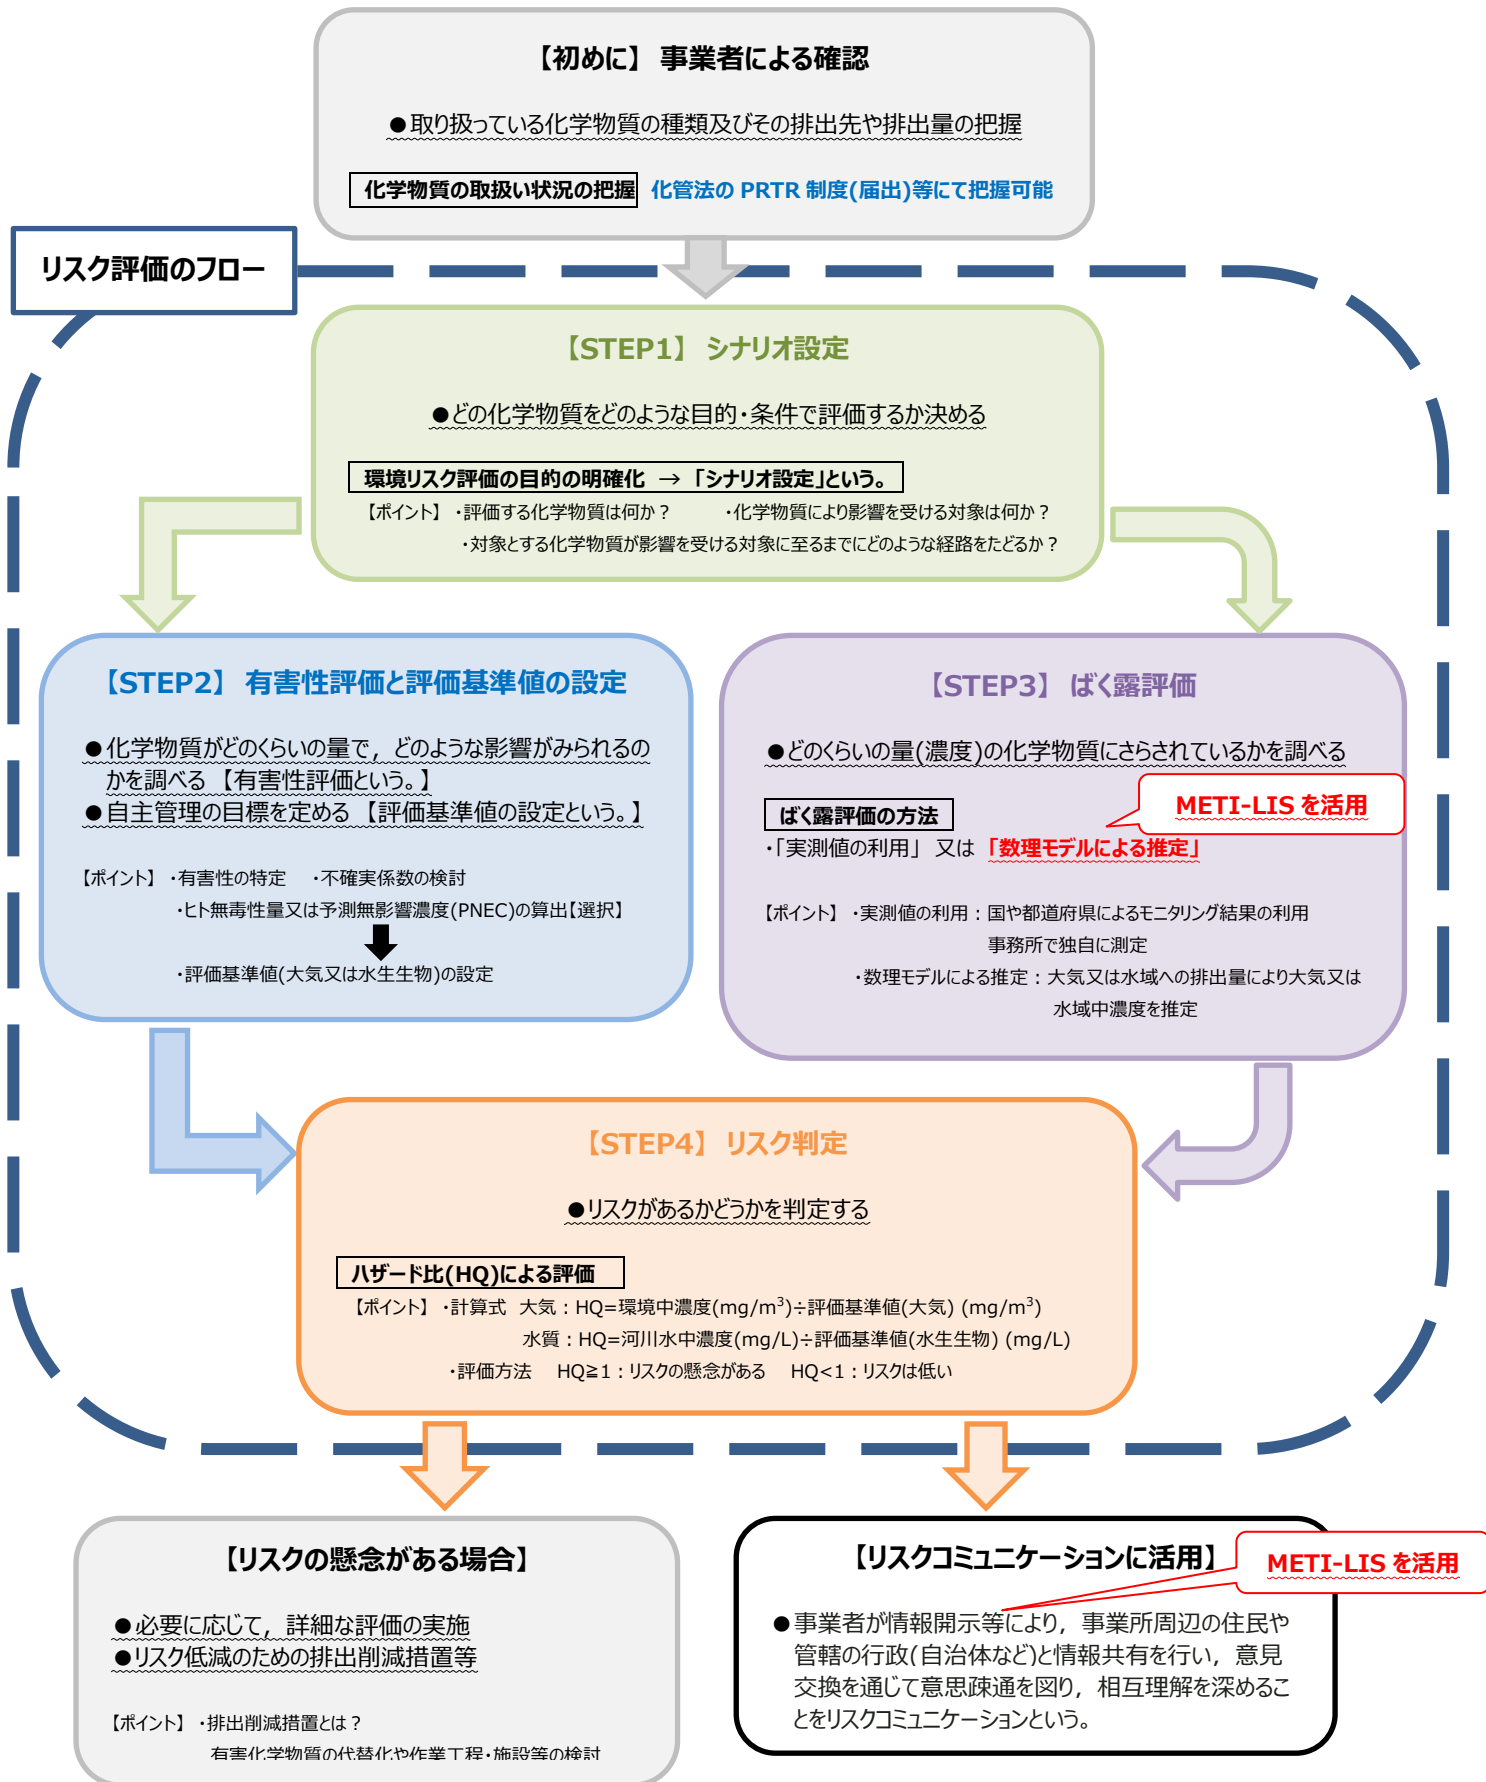 【初めに】 事業者による確認
●取り扱っている化学物質の種類及びその排出先や排出量の把握
化学物質の取扱い状況の把握 化管法の PRTR 制度(届出)等にて把握可能
リスク評価のフロー
【STEP1】 シナリオ設定
●どの化学物質をどのような目的・条件で評価するか決める
環境リスク評価の目的の明確化 → 「シナリオ設定」という。
【ポイント】 ・評価する化学物質は何か？ ・化学物質により影響を受ける対象は何か？
・対象とする化学物質が影響を受ける対象に至るまでにどのような経路をたどるか？
【STEP2】 有害性評価と評価基準値の設定
●化学物質がどのくらいの量で，どのような影響がみられるの
かを調べる 【有害性評価という。】
●自主管理の目標を定める 【評価基準値の設定という。】
【ポイント】 ・有害性の特定 ・不確実係数の検討
・ヒト無毒性量又は予測無影響濃度(PNEC)の算出【選択】
・評価基準値(大気又は水生生物)の設定
【STEP3】 ばく露評価
●どのくらいの量(濃度)の化学物質にさらされているかを調べる
METI-LIS を活用
ばく露評価の方法
・「実測値の利用」 又は 「数理モデルによる推定」
【ポイント】 ・実測値の利用：国や都道府県によるモニタリング結果の利用
事務所で独自に測定
・数理モデルによる推定：大気又は水域への排出量により大気又は
水域中濃度を推定
【STEP4】 リスク判定
●リスクがあるかどうかを判定する
ハザード比(HQ)による評価
【ポイント】 ・計算式 大気：HQ=環境中濃度(mg/m³)÷評価基準値(大気) (mg/m³)
水質：HQ=河川水中濃度(mg/L)÷評価基準値(水生生物) (mg/L)
・評価方法 HQ≧1：リスクの懸念がある HQ<1：リスクは低い
【リスクの懸念がある場合】
●必要に応じて，詳細な評価の実施
●リスク低減のための排出削減措置等
【ポイント】 ・排出削減措置とは？
有害化学物質の代替化や作業工程・施設等の検討
【リスクコミュニケーションに活用】
METI-LIS を活用
●事業者が情報開示等により，事業所周辺の住民や
管轄の行政(自治体など)と情報共有を行い，意見
交換を通じて意思疎通を図り，相互理解を深めるこ
とをリスクコミュニケーションという。